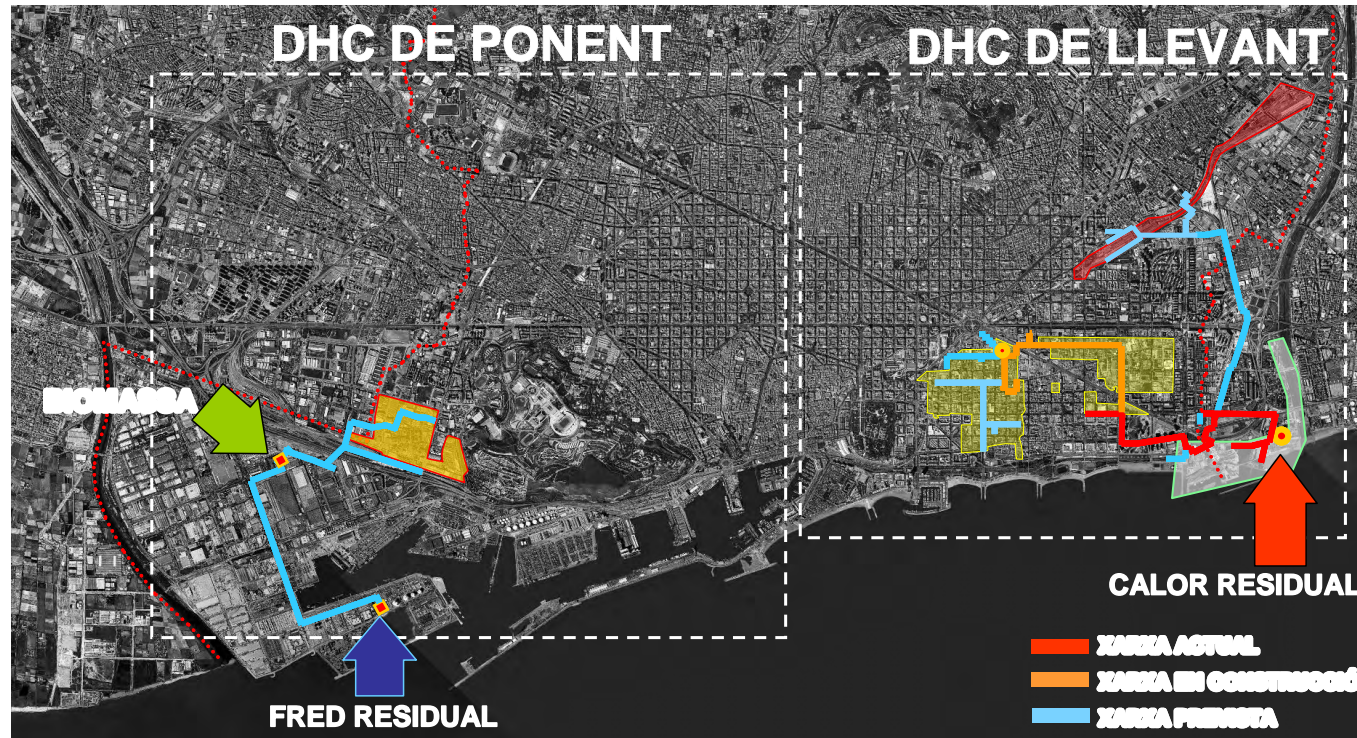 DHC DE PONENT
DHC DE LLEVANT
BIOMASSA
CALOR RESIDUAL
FRED RESIDUAL
XARXA ACTUAL
XARXA EN CONSTRUCCIÓ
XARXA PREVISTA